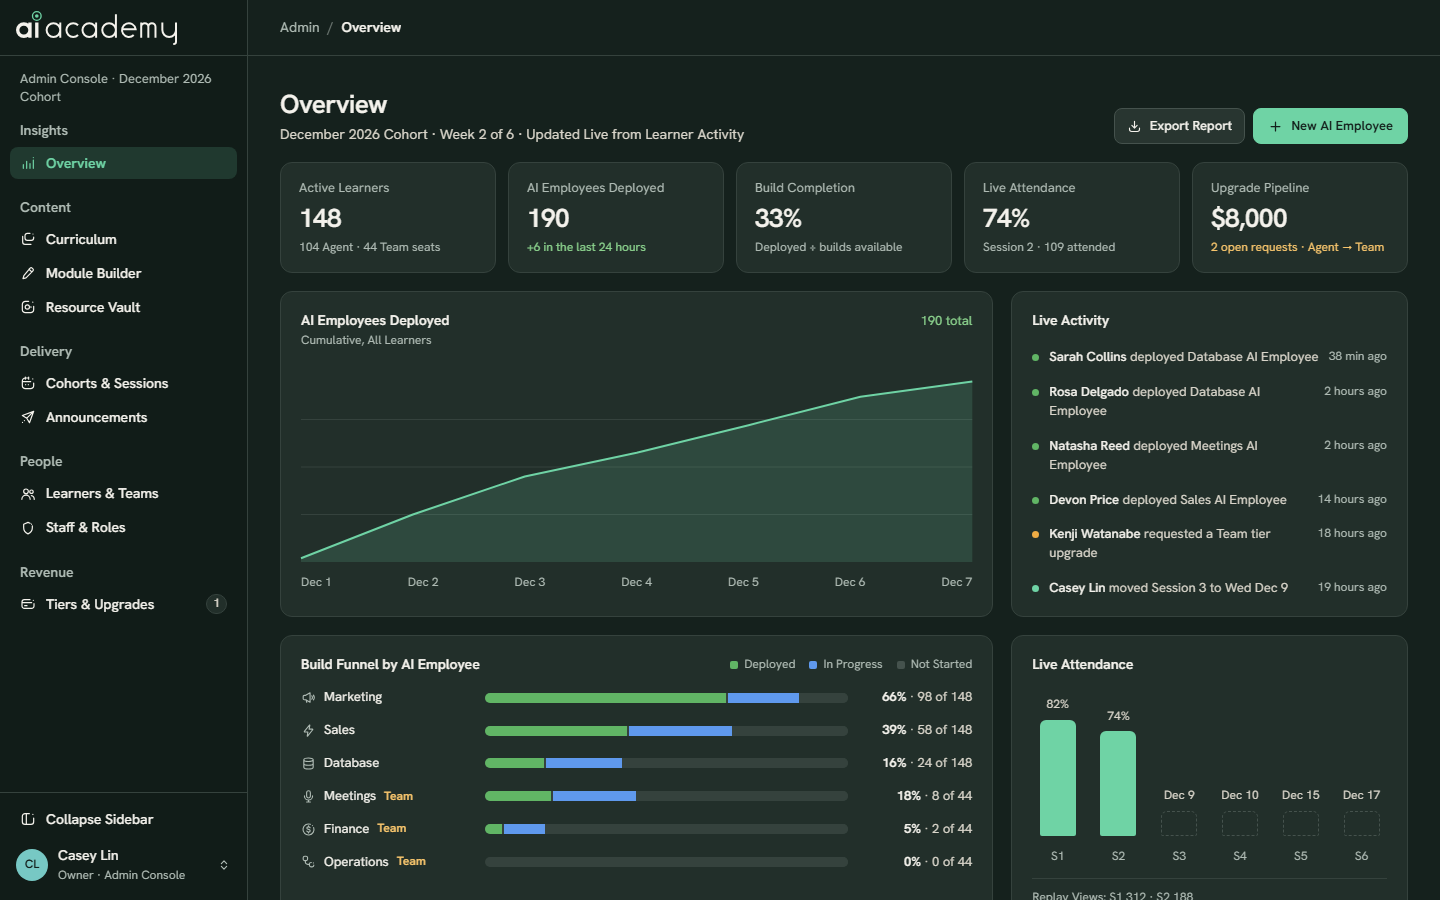 ai academy
Admin / Overview
Admin Console · December 2026
Cohort
Insights
Overview
Content
Curriculum
Module Builder
Resource Vault
Delivery
Cohorts & Sessions
Announcements
People
Learners & Teams
Staff & Roles
Revenue
Tiers & Upgrades 1
Collapse Sidebar
CL
Casey Lin
Owner · Admin Console
Overview
December 2026 Cohort · Week 2 of 6 · Updated Live from Learner Activity
Export Report
New AI Employee
Active Learners
148
104 Agent · 44 Team seats
AI Employees Deployed
190
+6 in the last 24 hours
Build Completion
33%
Deployed ÷ builds available
Live Attendance
74%
Session 2 · 109 attended
Upgrade Pipeline
$8,000
2 open requests · Agent → Team
AI Employees Deployed
190 total
Cumulative, All Learners
Dec 1 Dec 2 Dec 3 Dec 4 Dec 5 Dec 6 Dec 7
Live Activity
Sarah Collins deployed Database AI Employee 38 min ago
Rosa Delgado deployed Database AI 2 hours ago
Employee
Natasha Reed deployed Meetings AI 2 hours ago
Employee
Devon Price deployed Sales AI Employee 14 hours ago
Kenji Watanabe requested a Team tier 18 hours ago
upgrade
Casey Lin moved Session 3 to Wed Dec 9 19 hours ago
Build Funnel by AI Employee
Deployed In Progress Not Started
Marketing 66% · 98 of 148
Sales 39% · 58 of 148
Database 16% · 24 of 148
Meetings Team 18% · 8 of 44
Finance Team 5% · 2 of 44
Operations Team 0% · 0 of 44
Live Attendance
82% 74%
Dec 9 Dec 10 Dec 15 Dec 17
S1 S2 S3 S4 S5 S6
Replay Views: S1 312 · S2 188